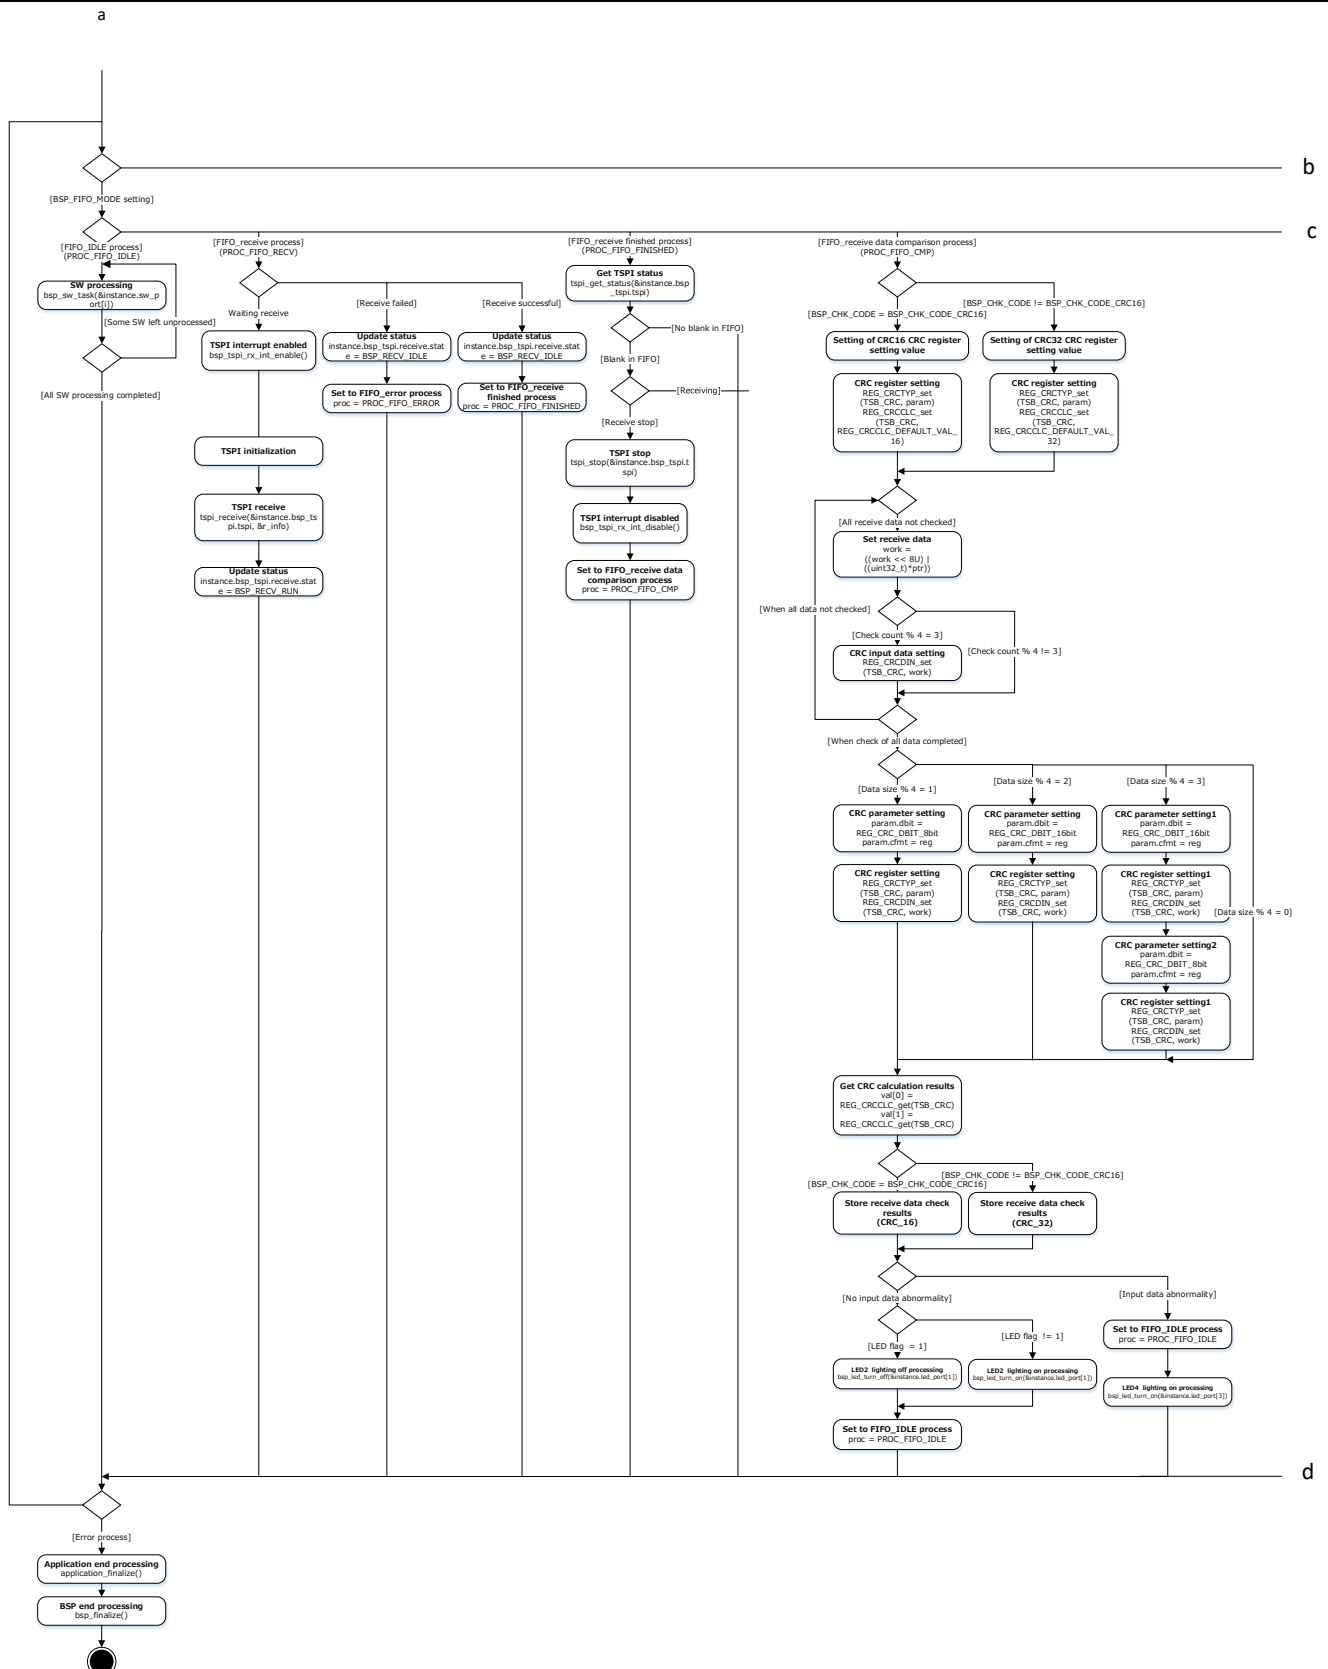 a
b
[BSP_FIFO_MODE setting]
c
[FIFO_IDLE process]
(PROC_FIFO_IDLE)
SW processing
bsp_sw_task(&instance.sw_p
ort[i])
[Some SW left unprocessed]
[All SW processing completed]
[FIFO_receive process]
(PROC_FIFO_RECV)
Waiting receive
TSPI interrupt enabled
bsp_tspi_rx_int_enable()
TSPI initialization
TSPI receive
tspi_receive(&instance.bsp_ts
pi.tspi, &r_info)
Update status
instance.bsp_tspi.receive.stat
e = BSP_RECV_RUN
[Receive failed]
Update status
instance.bsp_tspi.receive.stat
e = BSP_RECV_IDLE
Set to FIFO_error process
proc = PROC_FIFO_ERROR
[Receive successful]
Update status
instance.bsp_tspi.receive.stat
e = BSP_RECV_IDLE
Set to FIFO_receive
finished process
proc = PROC_FIFO_FINISHED
[FIFO_receive finished process]
(PROC_FIFO_FINISHED)
Get TSPI status
tspi_get_status(&instance.bsp
_tspi.tspi)
[No blank in FIFO]
[Blank in FIFO]
[Receiving]
[Receive stop]
TSPI stop
tspi_stop(&instance.bsp_tspi.t
spi)
TSPI interrupt disabled
bsp_tspi_rx_int_disable()
Set to FIFO_receive data
comparison process
proc = PROC_FIFO_CMP
[FIFO_receive data comparison process]
(PROC_FIFO_CMP)
[BSP_CHK_CODE != BSP_CHK_CODE_CRC16]
[BSP_CHK_CODE = BSP_CHK_CODE_CRC16]
Setting of CRC16 CRC register
setting value
Setting of CRC32 CRC register
setting value
CRC register setting
REG_CRCTYP_set
(TSB_CRC, param)
REG_CRCCLC_set
(TSB_CRC,
REG_CRCCLC_DEFAULT_VAL_
16)
CRC register setting
REG_CRCTYP_set
(TSB_CRC, param)
REG_CRCCLC_set
(TSB_CRC,
REG_CRCCLC_DEFAULT_VAL_
32)
[All receive data not checked]
Set receive data
work =
((work << 8U) |
((uint32_t)*ptr))
[When all data not checked]
[Check count % 4 = 3]
[Check count % 4 != 3]
CRC input data setting
REG_CRCDIN_set
(TSB_CRC, work)
[When check of all data completed]
[Data size % 4 = 1]
[Data size % 4 = 2]
[Data size % 4 = 3]
CRC parameter setting
param.dbit =
REG_CRC_DBIT_8bit
param.cfmt = reg
CRC parameter setting
param.dbit =
REG_CRC_DBIT_16bit
param.cfmt = reg
CRC parameter setting1
param.dbit =
REG_CRC_DBIT_16bit
param.cfmt = reg
CRC register setting
REG_CRCTYP_set
(TSB_CRC, param)
REG_CRCDIN_set
(TSB_CRC, work)
CRC register setting
REG_CRCTYP_set
(TSB_CRC, param)
REG_CRCDIN_set
(TSB_CRC, work)
CRC register setting1
REG_CRCTYP_set
(TSB_CRC, param)
REG_CRCDIN_set
(TSB_CRC, work)
[Data size % 4 = 0]
CRC parameter setting2
param.dbit =
REG_CRC_DBIT_8bit
param.cfmt = reg
CRC register setting1
REG_CRCTYP_set
(TSB_CRC, param)
REG_CRCDIN_set
(TSB_CRC, work)
Get CRC calculation results
val[0] =
REG_CRCCLC_get(TSB_CRC)
val[1] =
REG_CRCCLC_get(TSB_CRC)
[BSP_CHK_CODE != BSP_CHK_CODE_CRC16]
[BSP_CHK_CODE = BSP_CHK_CODE_CRC16]
Store receive data check
results
(CRC_16)
Store receive data check
results
(CRC_32)
[No input data abnormality]
[Input data abnormality]
[LED flag = 1]
[LED flag != 1]
Set to FIFO_IDLE process
proc = PROC_FIFO_IDLE
LED2 lighting off processing
bsp_led_turn_off(&instance.led_port[1])
LED2 lighting on processing
bsp_led_turn_on(&instance.led_port[1])
LED4 lighting on processing
bsp_led_turn_on(&instance.led_port[3])
Set to FIFO_IDLE process
proc = PROC_FIFO_IDLE
d
[Error process]
Application end processing
application_finalize()
BSP end processing
bsp_finalize()